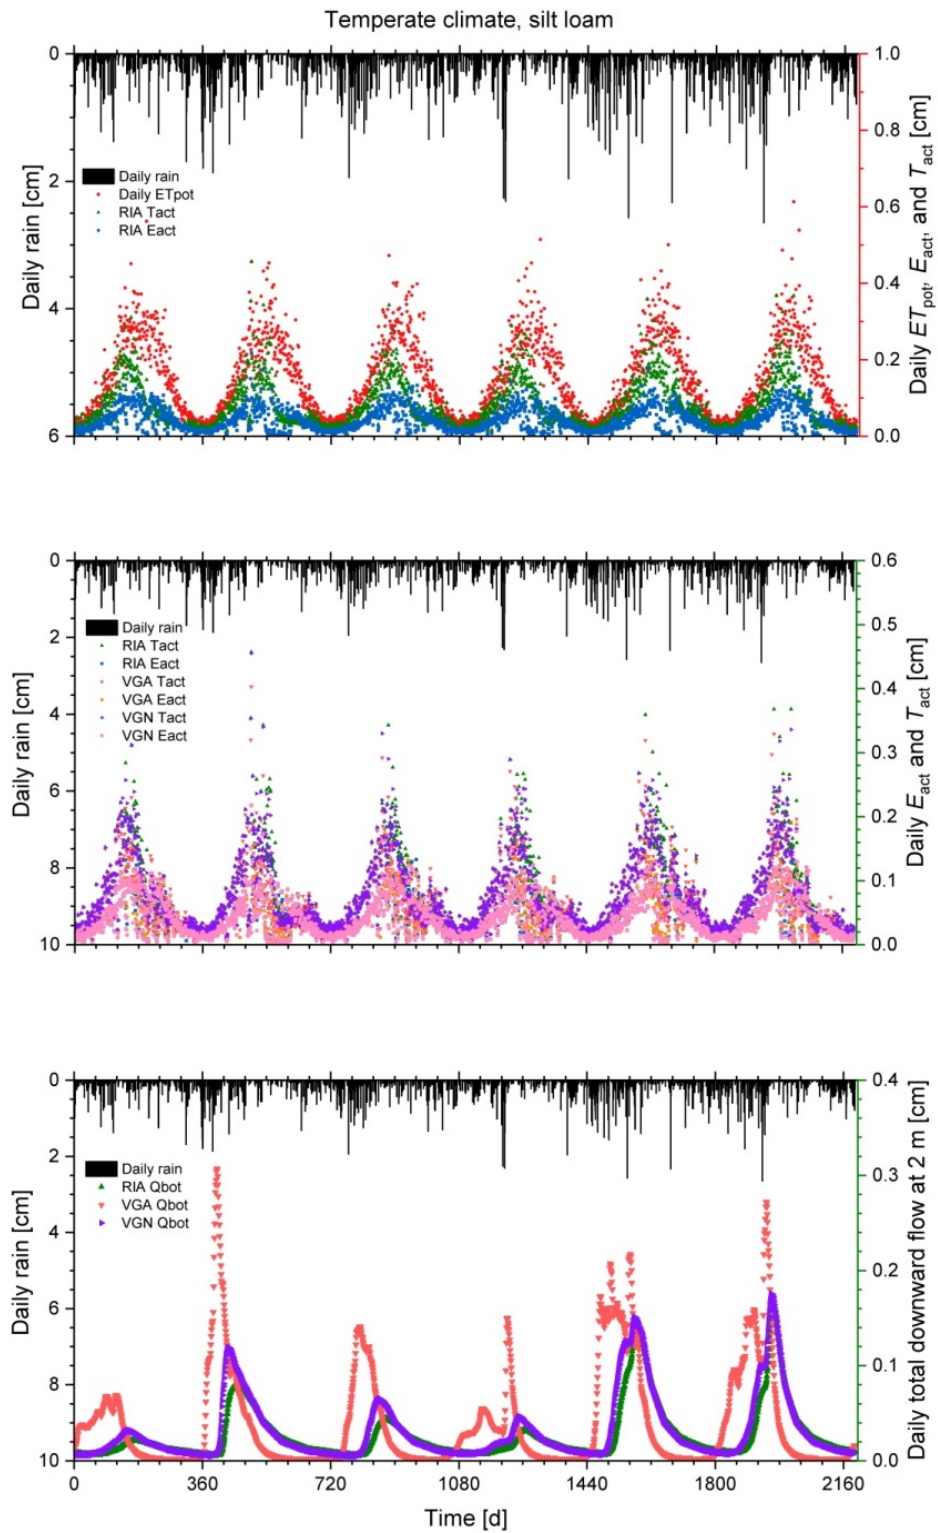 Temperate climate, silt loam
0
2
4
6
Daily rain [cm]
Daily rain
Daily ETpot
RIA Tact
RIA Eact
1.0
0.8
0.6
0.4
0.2
0.0
Daily ETpot, Eact, and Tact [cm]
0
2
4
6
8
10
Daily rain [cm]
Daily rain
RIA Tact
RIA Eact
VGA Tact
VGA Eact
VGN Tact
VGN Eact
0.6
0.5
0.4
0.3
0.2
0.1
0.0
Daily Eact and Tact [cm]
0
2
4
6
8
10
Daily rain [cm]
Daily rain
RIA Qbot
VGA Qbot
VGN Qbot
0.4
0.3
0.2
0.1
0.0
Daily total downward flow at 2 m [cm]
0 360 720 1080 1440 1800 2160
Time [d]